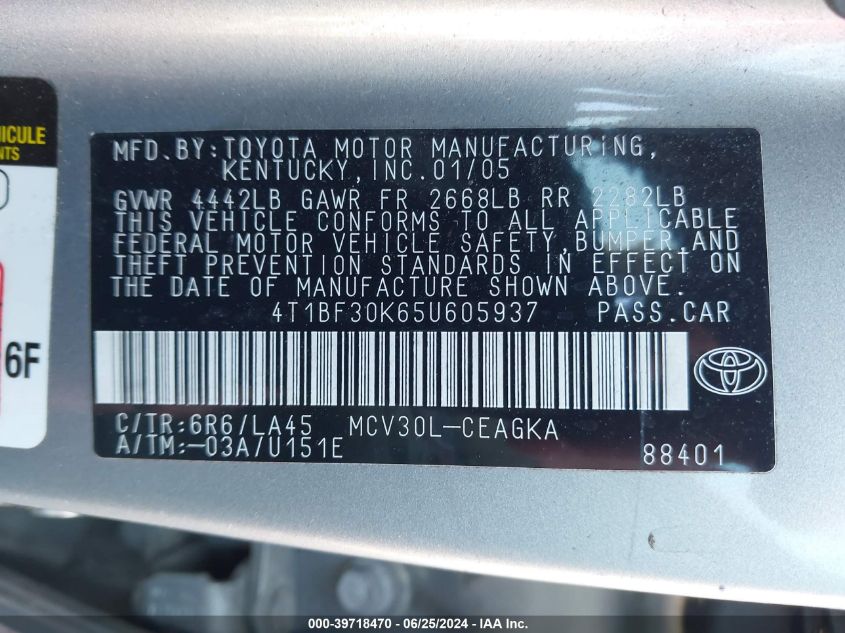 HICULE
NTS
6F
MFD.BY:TOYOTA MOTOR MANUFACTURING,
KENTUCKY,INC.01/05
GVWR 4442LB GAWR FR 2668LB RR 2282LB
THIS VEHICLE CONFORMS TO ALL APPLICABLE
FEDERAL MOTOR VEHICLE SAFETY,BUMPER,AND
THEFT PREVENTION STANDARDS IN EFFECT ON
THE DATE OF MANUFACTURE SHOWN ABOVE.
4T1BF30K65U605937 PASS.CAR
C/TR:6R6/LA45 MCV30L-CEAGKA
A/TM:-03A/U151E 88401
000-39718470 - 06/25/2024 - IAA Inc.